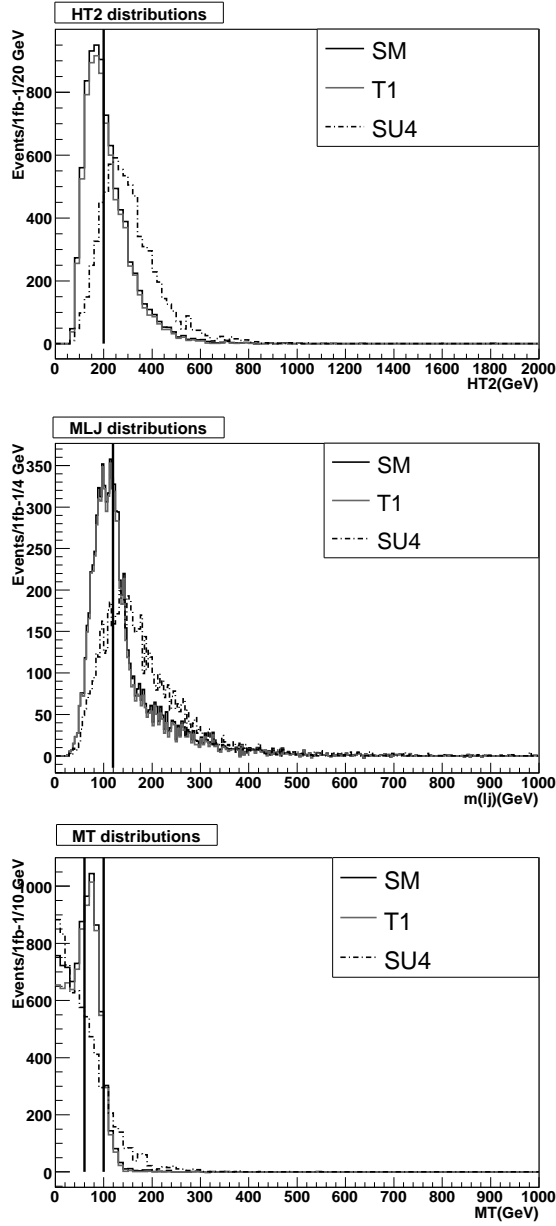 HT2 distributions
Events/1fb-1/20 GeV
SM
T1
SU4
800
600
400
200
0
0 200 400 600 800 1000 1200 1400 1600 1800 2000
HT2(GeV)
MLJ distributions
Events/1fb-1/4 GeV
SM
T1
SU4
350
300
250
200
150
100
50
0
0 100 200 300 400 500 600 700 800 900 1000
m(lj)(GeV)
MT distributions
Events/1fb-1/10 GeV
SM
T1
SU4
1000
800
600
400
200
0
0 100 200 300 400 500 600 700 800 900 1000
MT(GeV)